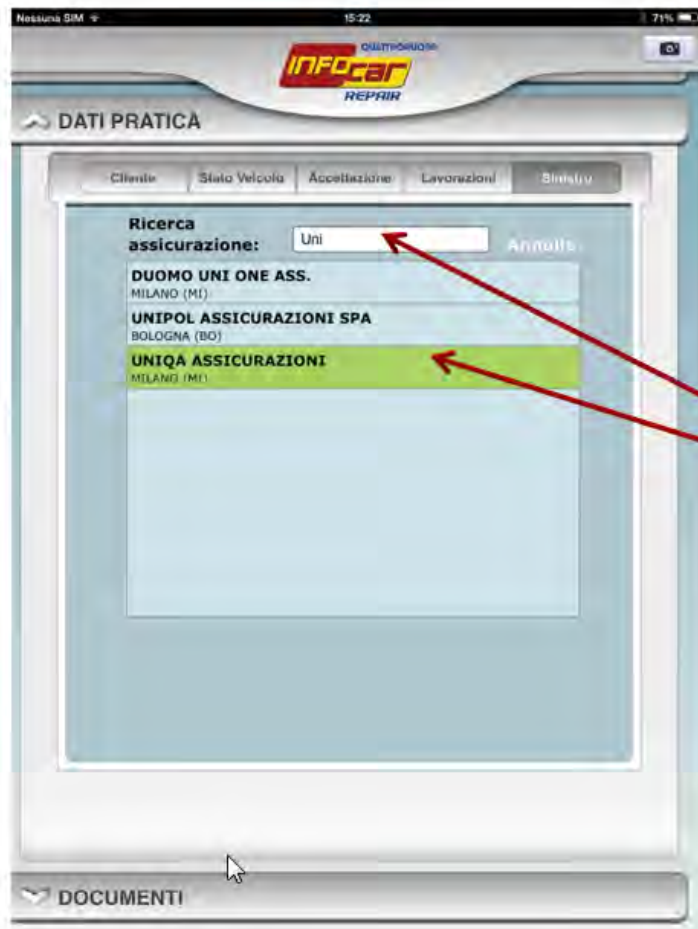 Nessuna SIM 15:22 71%
QUATTRORUOTE
INFOCAR
REPAIR
DATI PRATICA
Cliente Stato Veicolo Accettazione Lavorazioni Sinistro
Ricerca
assicurazione: Uni Annulla
DUOMO UNI ONE ASS.
MILANO (MI)
UNIPOL ASSICURAZIONI SPA
BOLOGNA (BO)
UNIQA ASSICURAZIONI
MILANO (MI)
DOCUMENTI